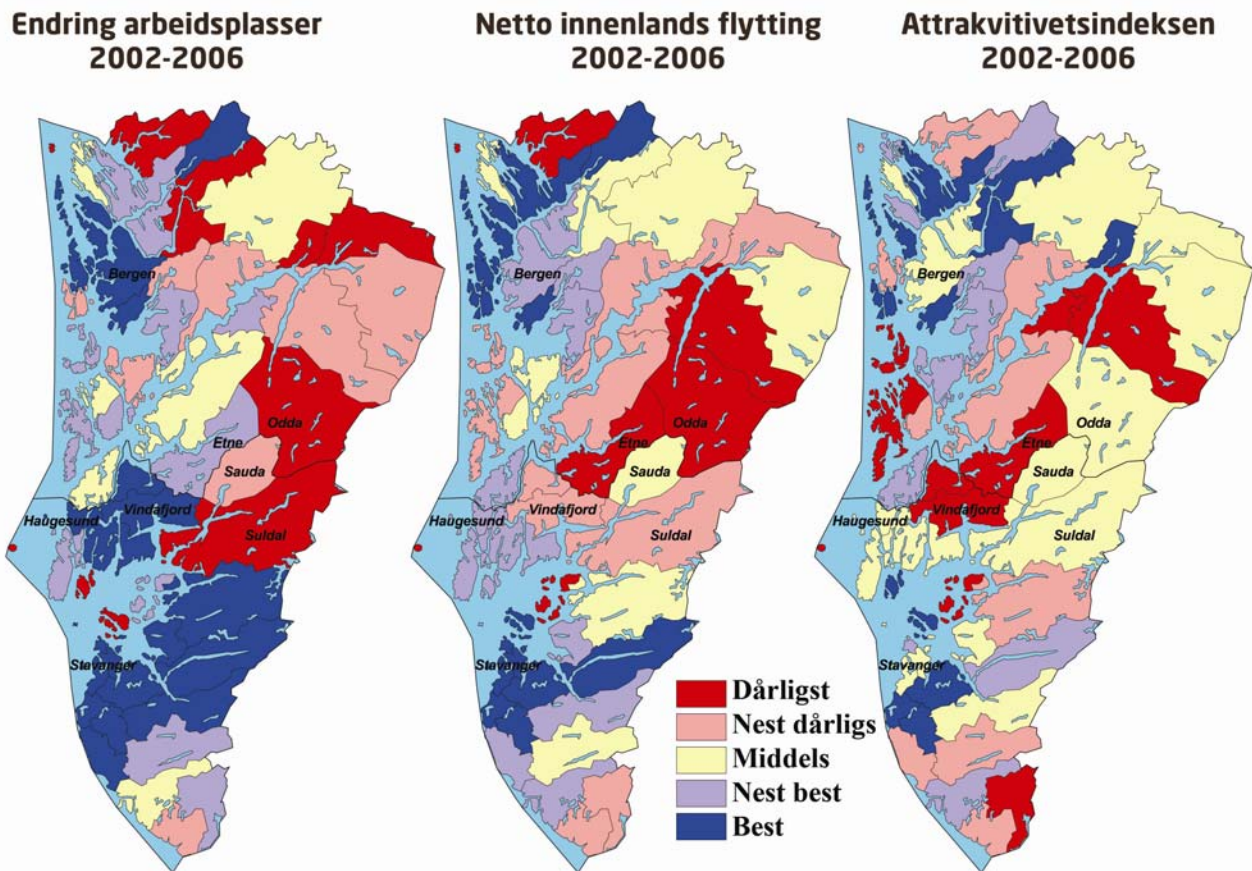 Endring arbeidsplasser
2002-2006
Netto innenlands flytting
2002-2006
Attrakvitivetsindeksen
2002-2006
Bergen
Odda
Etne
Sauda
Haugesund
Vindafjord
Suldal
Stavanger
Bergen
Odda
Etne
Sauda
Haugesund
Vindafjord
Suldal
Stavanger
Bergen
Odda
Etne
Sauda
Haugesund
Vindafjord
Suldal
Stavanger
Dårligst
Nest dårligs
Middels
Nest best
Best